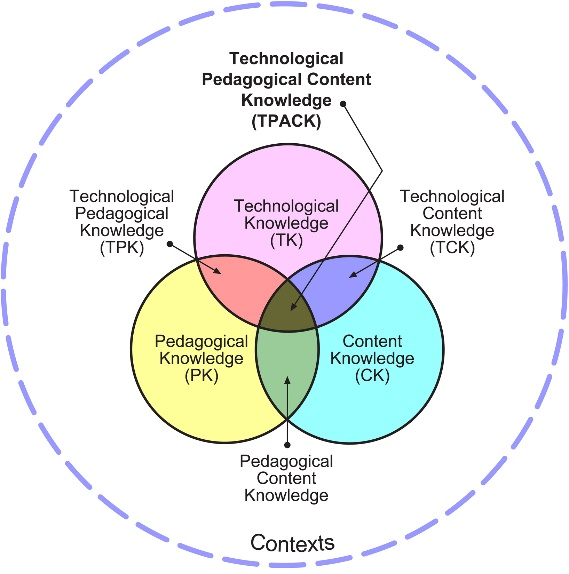 Technological
Pedagogical Content
Knowledge
(TPACK)
Technological
Pedagogical
Knowledge
(TPK)
Technological
Knowledge
(TK)
Technological
Content
Knowledge
(TCK)
Pedagogical
Knowledge
(PK)
Content
Knowledge
(CK)
Pedagogical
Content
Knowledge
Contexts